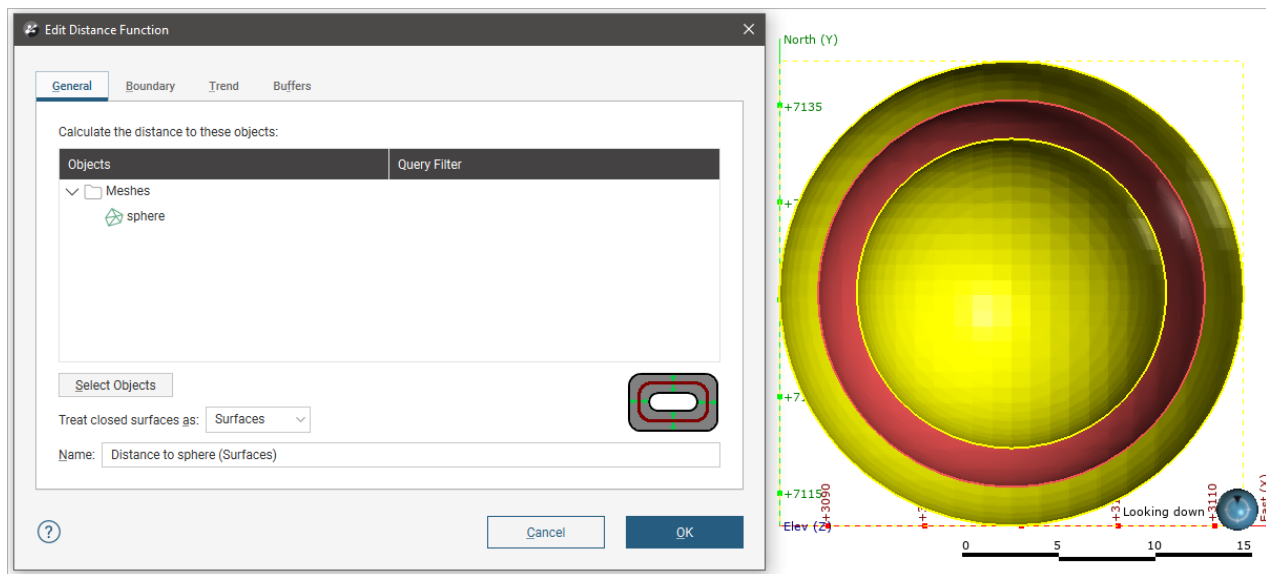 Edit Distance Function
General Boundary Trend Buffers
Calculate the distance to these objects:
Objects Query Filter
Meshes
sphere
Select Objects
Treat closed surfaces as: Surfaces
Name: Distance to sphere (Surfaces)
?
Cancel OK
North (Y)
+7135
+7115
+3090
+3110
East (X)
Elev (Z)
Looking down
0 5 10 15